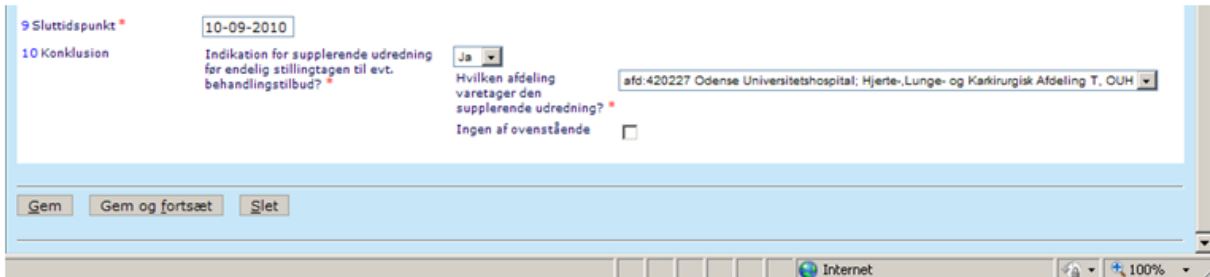 9 Sluttidspunkt * 10-09-2010
10 Konklusion Indikation for supplerende udredning før endelig stillingtagen til evt. behandlingstilbud? * Ja
Hvilken afdeling varetager den supplerende udredning? * afd:420227 Odense Universitetshospital; Hjerte-,Lunge- og Karkirurgisk Afdeling T, OUH
Ingen af ovenstående
Gem Gem og fortsæt Slet
Internet 100%